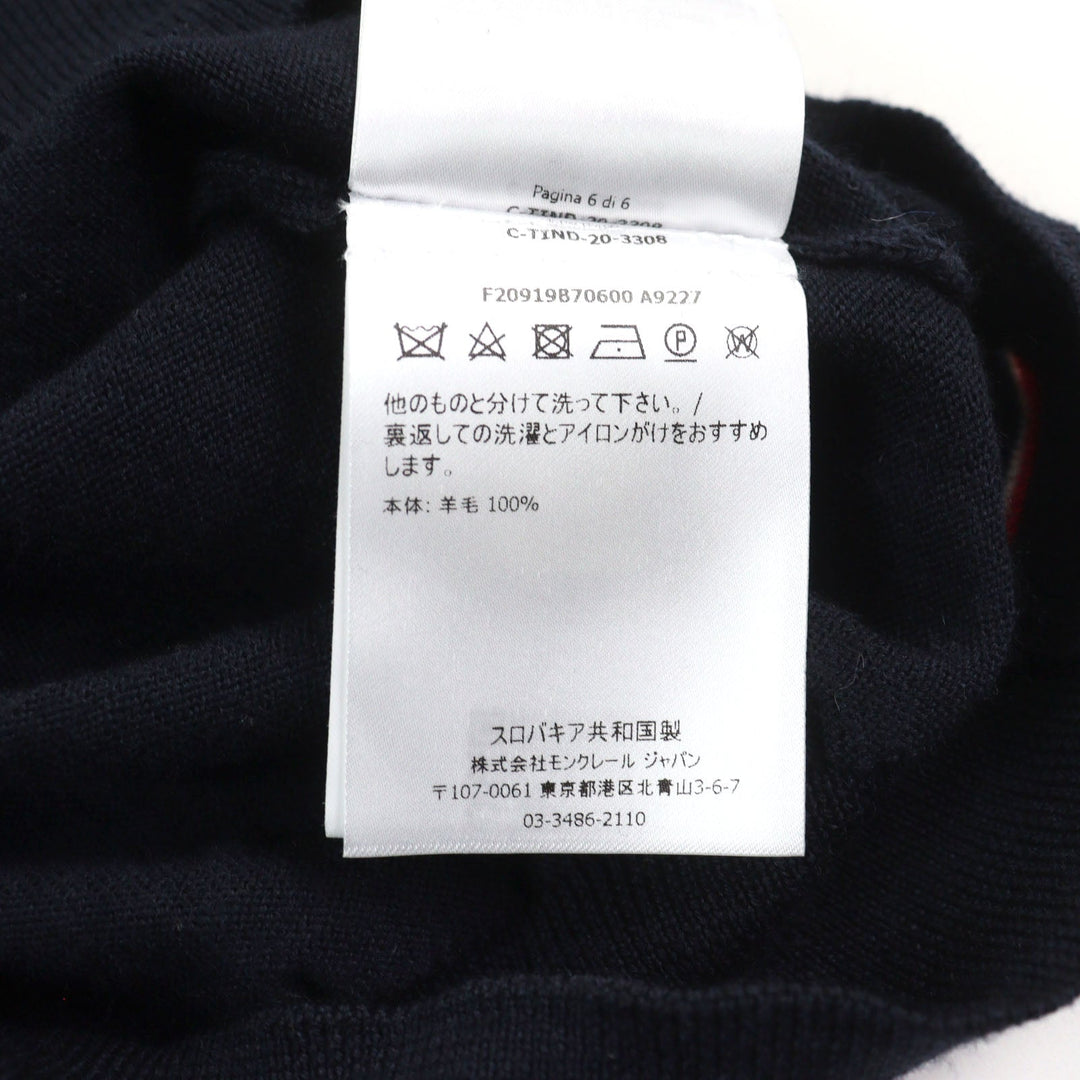 Pagina 6 di 6
C-TIND-20-3308
C-TIND-20-3308
F20919B70600 A9227
他のものと分けて洗って下さい。/
裏返しての洗濯とアイロンがけをおすすめ
します。
本体: 羊毛 100%
スロバキア共和国製
株式会社モンクレール ジャパン
〒107-0061 東京都港区北青山3-6-7
03-3486-2110